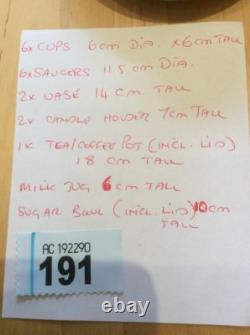 6x CUPS 6cm DIA. x 6cm TALL
6x SAUCERS 11.5 cm DIA.
2x VASE 14 cm TALL
2x CANDLE HOLDER 7cm TALL
1x TEA/COFFEE POT (INCL. LID)
18 cm TALL
MILK JUG 6cm TALL
SUGAR BOWL (INCL. LID) 10cm
TALL
AC 192290
191